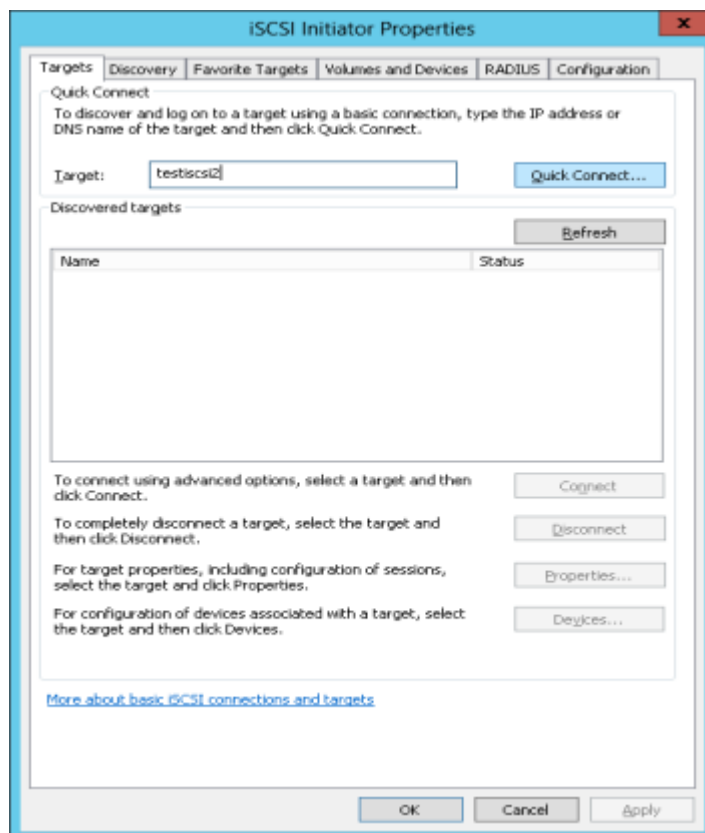 iSCSI Initiator Properties
x
Targets Discovery Favorite Targets Volumes and Devices RADIUS Configuration
Quick Connect
To discover and log on to a target using a basic connection, type the IP address or
DNS name of the target and then click Quick Connect.
Target: testiscsi2 Quick Connect...
Discovered targets
Refresh
Name Status
To connect using advanced options, select a target and then
click Connect.
Connect
To completely disconnect a target, select the target and
then click Disconnect.
Disconnect
For target properties, including configuration of sessions,
select the target and click Properties.
Properties...
For configuration of devices associated with a target, select
the target and then click Devices.
Devices...
More about basic iSCSI connections and targets
OK Cancel Apply